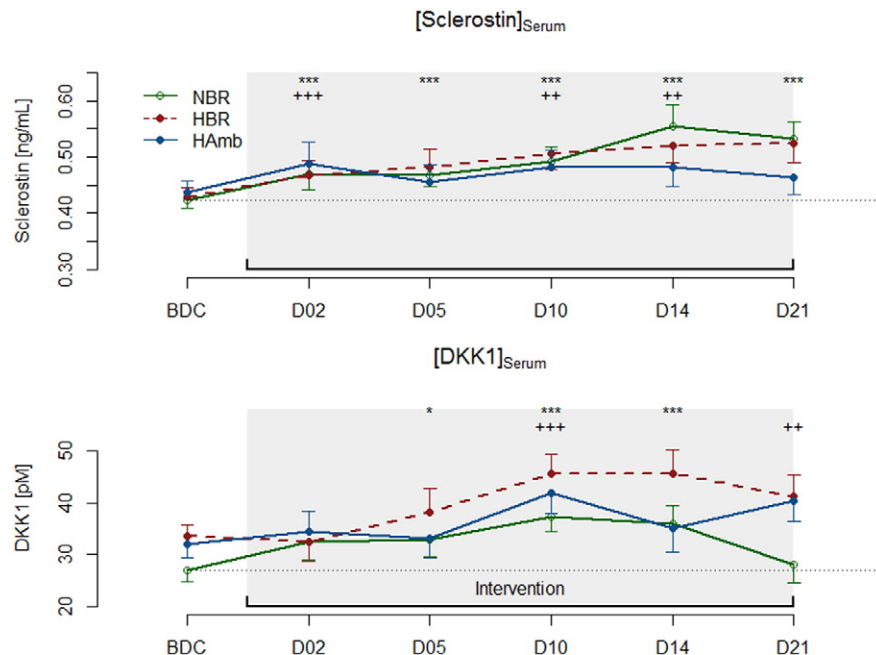 [Sclerostin]Serum
*** *** *** *** ***
+++ ++ ++
NBR
HBR
HAmb
Sclerostin [ng/mL]
0.60
0.50
0.40
0.30
BDC D02 D05 D10 D14 D21
[DKK1]Serum
* *** ***
+++ ++
DKK1 [pM]
50
40
30
20
Intervention
BDC D02 D05 D10 D14 D21